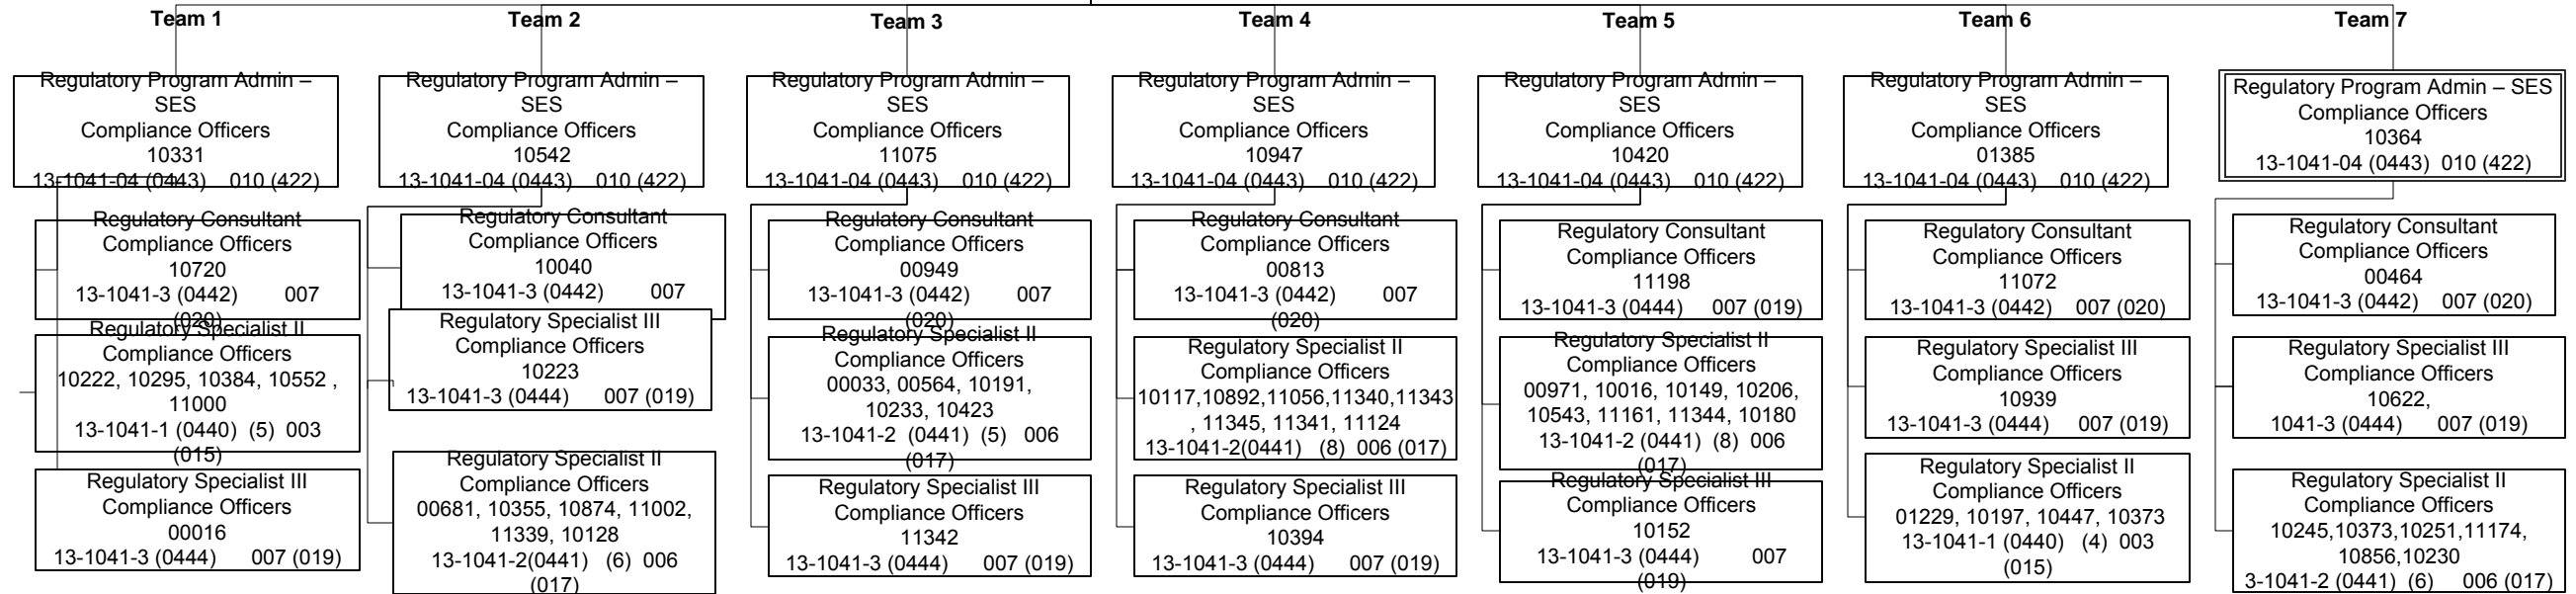 Team 1
Regulatory Program Admin –
SES
Compliance Officers
10331
13-1041-04 (0443) 010 (422)
Regulatory Consultant
Compliance Officers
10720
13-1041-3 (0442) 007
(020)
Regulatory Specialist II
Compliance Officers
10222, 10295, 10384, 10552 ,
11000
13-1041-1 (0440) (5) 003
(015)
Regulatory Specialist III
Compliance Officers
00016
13-1041-3 (0444) 007 (019)
Team 2
Regulatory Program Admin –
SES
Compliance Officers
10542
13-1041-04 (0443) 010 (422)
Regulatory Consultant
Compliance Officers
10040
13-1041-3 (0442) 007
Regulatory Specialist III
Compliance Officers
10223
13-1041-3 (0444) 007 (019)
Regulatory Specialist II
Compliance Officers
00681, 10355, 10874, 11002,
11339, 10128
13-1041-2(0441) (6) 006
(017)
Team 3
Regulatory Program Admin –
SES
Compliance Officers
11075
13-1041-04 (0443) 010 (422)
Regulatory Consultant
Compliance Officers
00949
13-1041-3 (0442) 007
(020)
Regulatory Specialist II
Compliance Officers
00033, 00564, 10191,
10233, 10423
13-1041-2 (0441) (5) 006
(017)
Regulatory Specialist III
Compliance Officers
11342
13-1041-3 (0444) 007 (019)
Team 4
Regulatory Program Admin –
SES
Compliance Officers
10947
13-1041-04 (0443) 010 (422)
Regulatory Consultant
Compliance Officers
00813
13-1041-3 (0442) 007
(020)
Regulatory Specialist II
Compliance Officers
10117,10892,11056,11340,11343
, 11345, 11341, 11124
13-1041-2(0441) (8) 006 (017)
Regulatory Specialist III
Compliance Officers
10394
13-1041-3 (0444) 007 (019)
Team 5
Regulatory Program Admin –
SES
Compliance Officers
10420
13-1041-04 (0443) 010 (422)
Regulatory Consultant
Compliance Officers
11198
13-1041-3 (0444) 007 (019)
Regulatory Specialist II
Compliance Officers
00971, 10016, 10149, 10206,
10543, 11161, 11344, 10180
13-1041-2 (0441) (8) 006
(017)
Regulatory Specialist III
Compliance Officers
10152
13-1041-3 (0444) 007
(019)
Team 6
Regulatory Program Admin –
SES
Compliance Officers
01385
13-1041-04 (0443) 010 (422)
Regulatory Consultant
Compliance Officers
11072
13-1041-3 (0442) 007 (020)
Regulatory Specialist III
Compliance Officers
10939
13-1041-3 (0444) 007 (019)
Regulatory Specialist II
Compliance Officers
01229, 10197, 10447, 10373
13-1041-1 (0440) (4) 003
(015)
Team 7
Regulatory Program Admin – SES
Compliance Officers
10364
13-1041-04 (0443) 010 (422)
Regulatory Consultant
Compliance Officers
00464
13-1041-3 (0442) 007 (020)
Regulatory Specialist III
Compliance Officers
10622,
1041-3 (0444) 007 (019)
Regulatory Specialist II
Compliance Officers
10245,10373,10251,11174,
10856,10230
3-1041-2 (0441) (6) 006 (017)